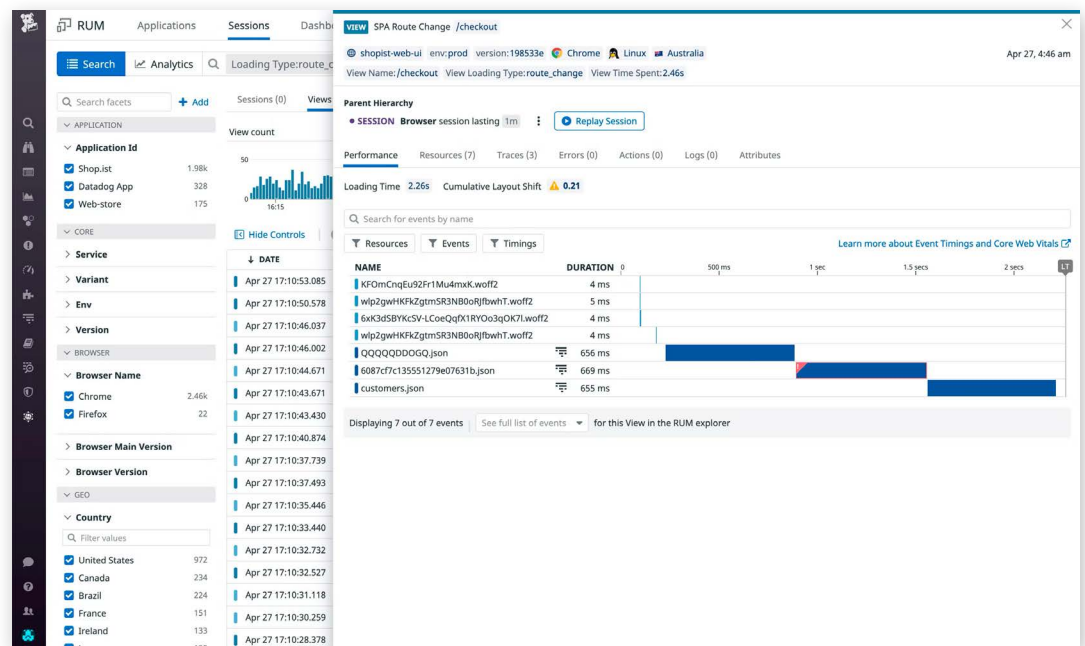 RUM Applications Sessions Dashb
Search Analytics Loading Type:route_c
Search facets + Add
APPLICATION
Application Id
Shop.ist 1.98k
Datadog App 328
Web-store 175
CORE
Service
Variant
Env
Version
BROWSER
Browser Name
Chrome 2.46k
Firefox 22
Browser Main Version
Browser Version
GEO
Country
Filter values
United States 972
Canada 234
Brazil 224
France 151
Ireland 133
Sessions (0) Views
View count
50
0
16:15
Hide Controls
DATE
Apr 27 17:10:53.085
Apr 27 17:10:50.578
Apr 27 17:10:46.037
Apr 27 17:10:46.002
Apr 27 17:10:44.671
Apr 27 17:10:43.671
Apr 27 17:10:43.430
Apr 27 17:10:40.874
Apr 27 17:10:37.739
Apr 27 17:10:37.493
Apr 27 17:10:35.446
Apr 27 17:10:33.440
Apr 27 17:10:32.732
Apr 27 17:10:32.527
Apr 27 17:10:31.118
Apr 27 17:10:30.259
Apr 27 17:10:28.378
VIEW SPA Route Change /checkout
shopist-web-ui env:prod version:198533e Chrome Linux Australia Apr 27, 4:46 am
View Name:/checkout View Loading Type:route_change View Time Spent:2.46s
Parent Hierarchy
SESSION Browser session lasting 1m Replay Session
Performance Resources (7) Traces (3) Errors (0) Actions (0) Logs (0) Attributes
Loading Time 2.26s Cumulative Layout Shift 0.21
Search for events by name
Resources Events Timings Learn more about Event Timings and Core Web Vitals
NAME DURATION 0 500 ms 1 sec 1.5 secs 2 secs LT
KFOmCnqEu92Fr1Mu4mxK.woff2 4 ms
wlp2gwHKFkZgtmSR3NB0oRJfbwhT.woff2 5 ms
6xK3dSBYKcSV-LCoeQqfX1RYOo3qOK7l.woff2 4 ms
wlp2gwHKFkZgtmSR3NB0oRJfbwhT.woff2 4 ms
QQQQQDDOGQ.json 656 ms
6087cf7c135551279e07631b.json 669 ms
customers.json 655 ms
Displaying 7 out of 7 events See full list of events for this View in the RUM explorer